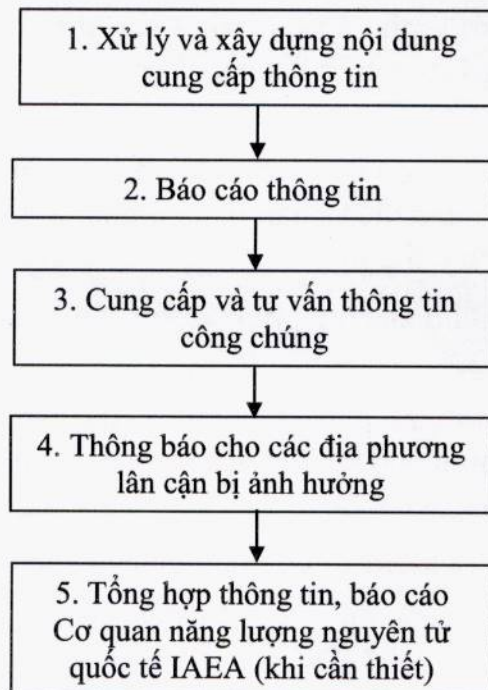 1. Xử lý và xây dựng nội dung
cung cấp thông tin
2. Báo cáo thông tin
3. Cung cấp và tư vấn thông tin
công chúng
4. Thông báo cho các địa phương
lân cận bị ảnh hưởng
5. Tổng hợp thông tin, báo cáo
Cơ quan năng lượng nguyên tử
quốc tế IAEA (khi cần thiết)